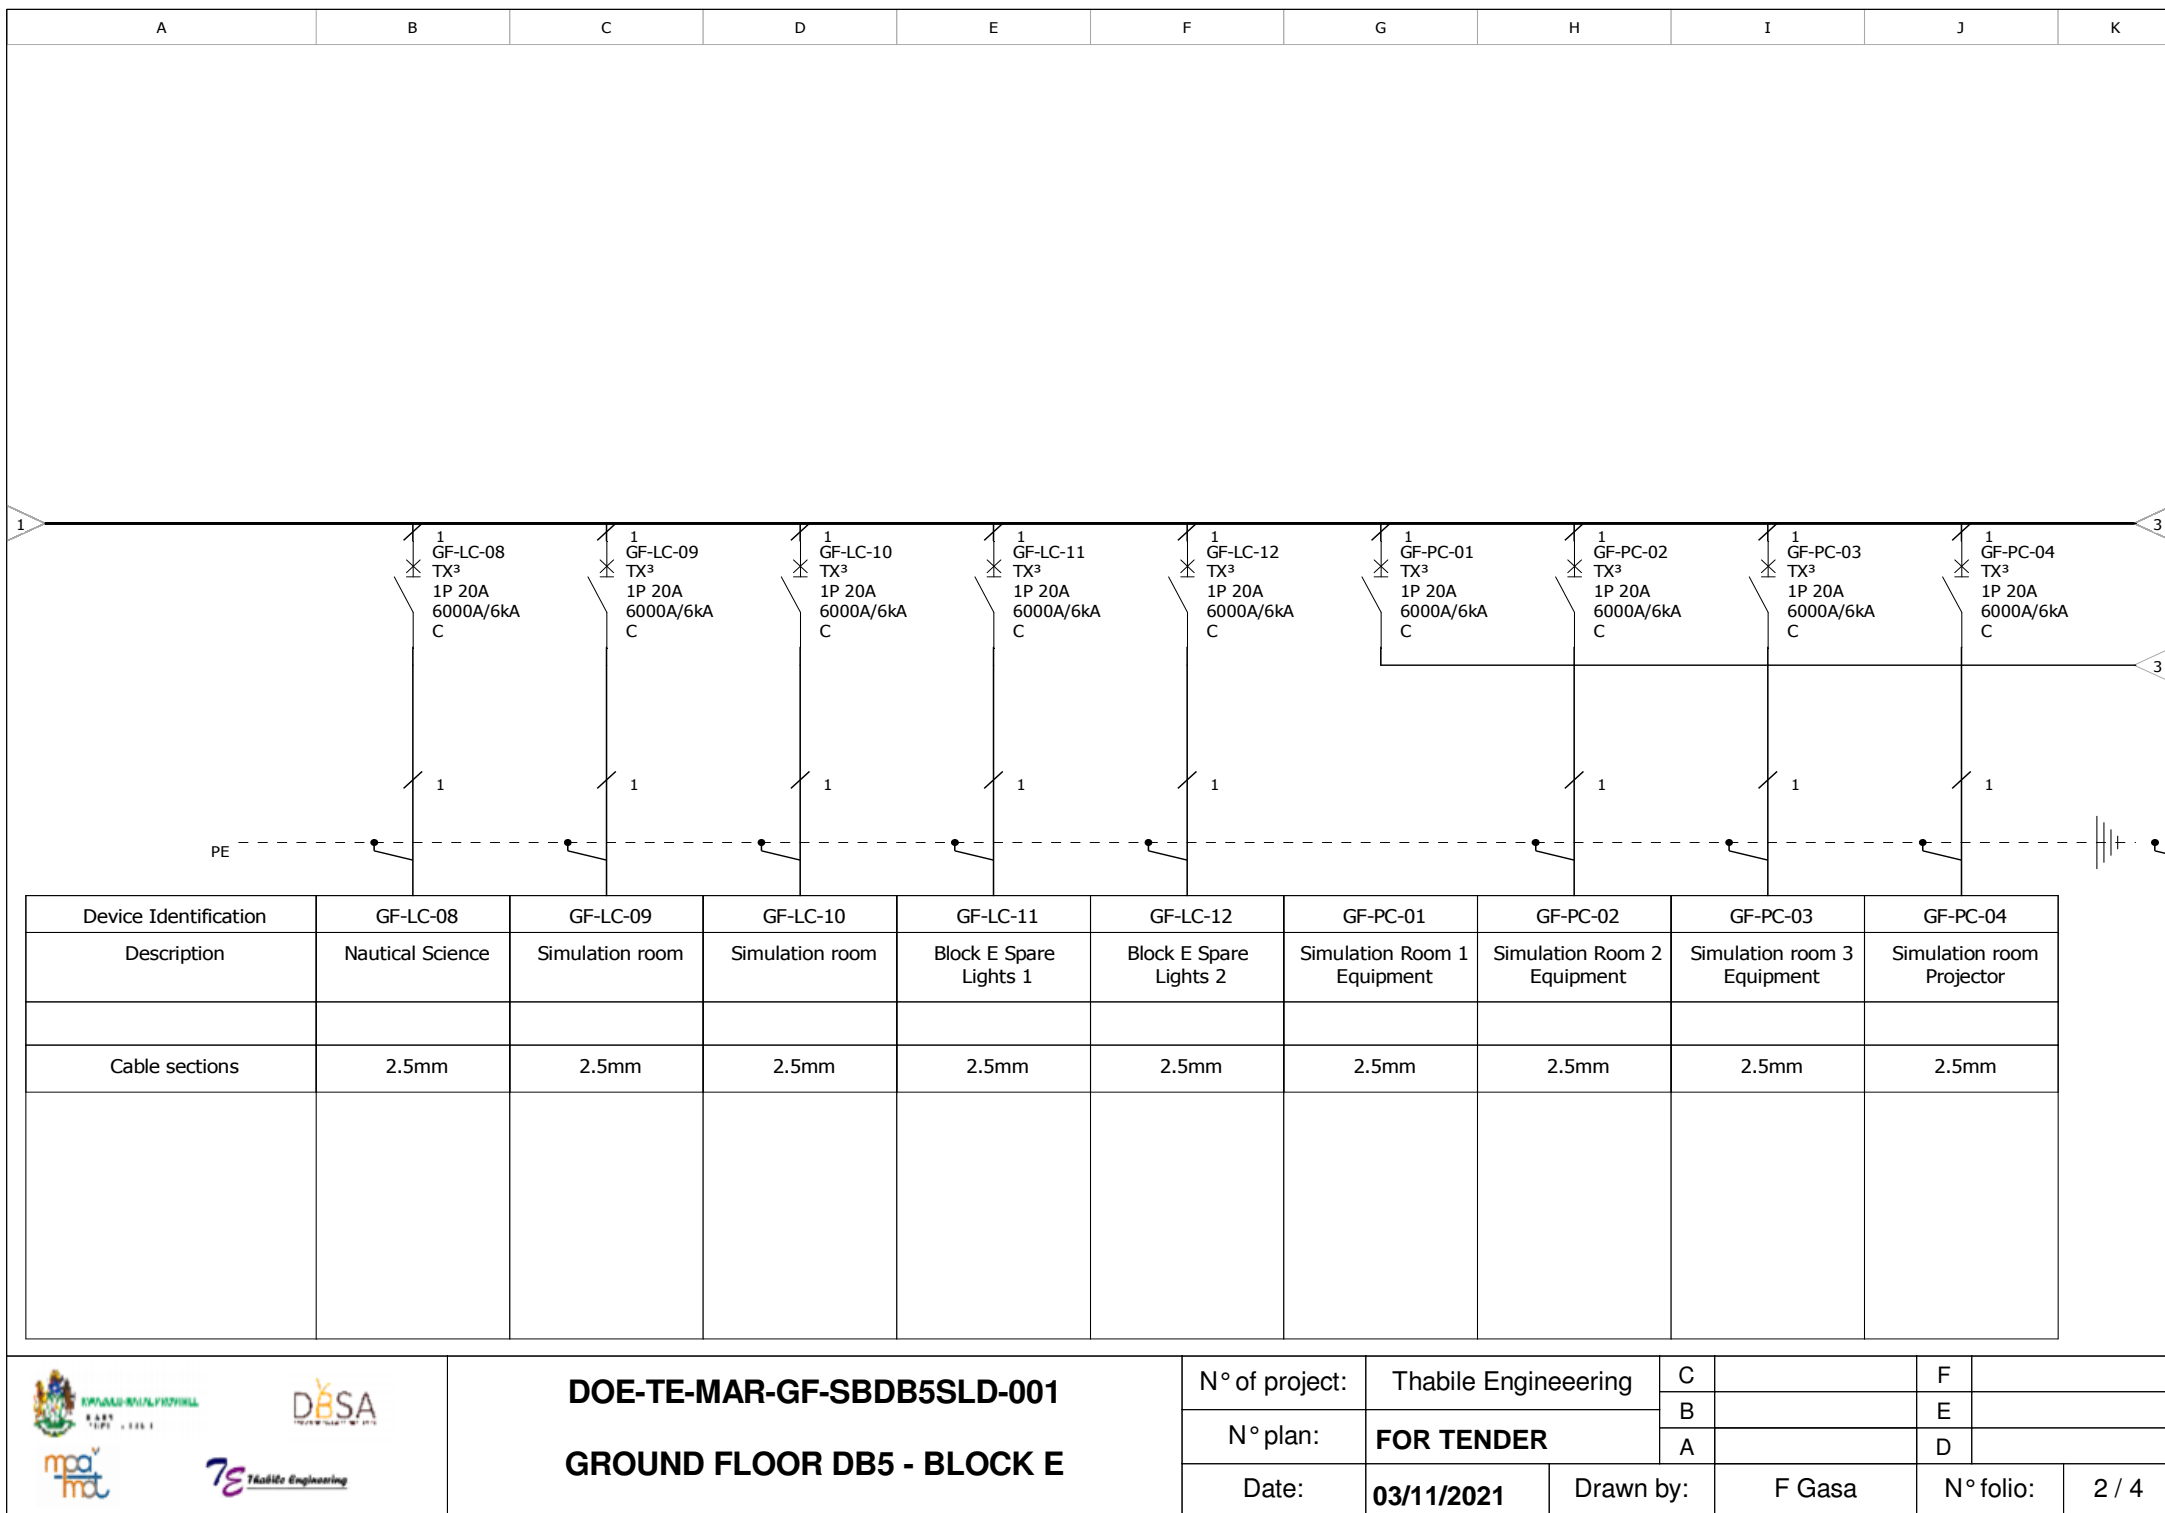 A B C D E F G H I J K
1
3
1 1 1 1 1 1 1 1 1
GF-LC-08 GF-LC-09 GF-LC-10 GF-LC-11 GF-LC-12 GF-PC-01 GF-PC-02 GF-PC-03 GF-PC-04
TX³ TX³ TX³ TX³ TX³ TX³ TX³ TX³ TX³
1P 20A 1P 20A 1P 20A 1P 20A 1P 20A 1P 20A 1P 20A 1P 20A 1P 20A
6000A/6kA 6000A/6kA 6000A/6kA 6000A/6kA 6000A/6kA 6000A/6kA 6000A/6kA 6000A/6kA 6000A/6kA
C C C C C C C C C
3
1 1 1 1 1 1 1 1
PE
Device Identification GF-LC-08 GF-LC-09 GF-LC-10 GF-LC-11 GF-LC-12 GF-PC-01 GF-PC-02 GF-PC-03 GF-PC-04
Description Nautical Science Simulation room Simulation room Block E Spare Block E Spare Simulation Room 1 Simulation Room 2 Simulation room 3 Simulation room
Lights 1 Lights 2 Equipment Equipment Equipment Projector
Cable sections 2.5mm 2.5mm 2.5mm 2.5mm 2.5mm 2.5mm 2.5mm 2.5mm 2.5mm
DBSA
mpa
mot
TE Thabile Engineering
DOE-TE-MAR-GF-SBDB5SLD-001
GROUND FLOOR DB5 - BLOCK E
N° of project: Thabile Engineeering C F
B E
N° plan: FOR TENDER A D
Date: 03/11/2021 Drawn by: F Gasa N° folio: 2 / 4